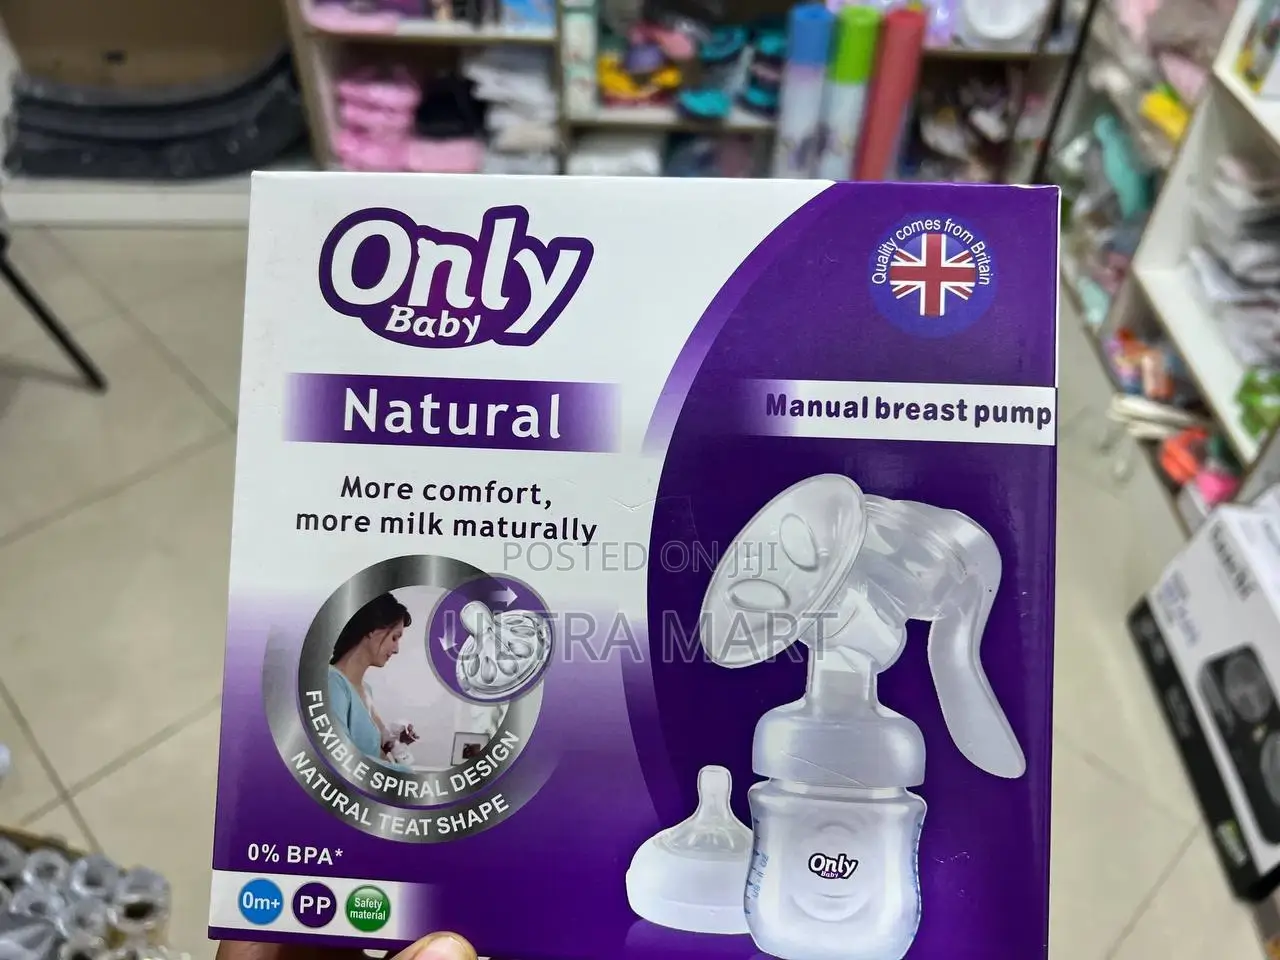 Only
Baby
Natural
More comfort,
more milk maturally
FLEXIBLE SPIRAL DESIGN
NATURAL TEAT SHAPE
0% BPA*
0m+
PP
Safety
material
Quality comes from Britain
Manual breast pump
Only
Baby
POSTED ON JIJI
ULTRA MART